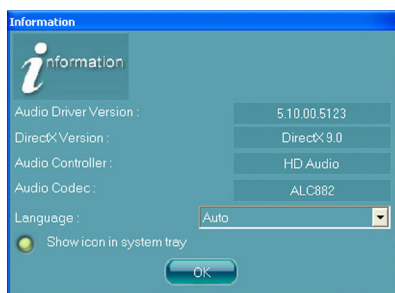 Information
information
Audio Driver Version : 5.10.00.5123
DirectX Version : DirectX 9.0
Audio Controller : HD Audio
Audio Codec : ALC882
Language : Auto
Show icon in system tray
OK